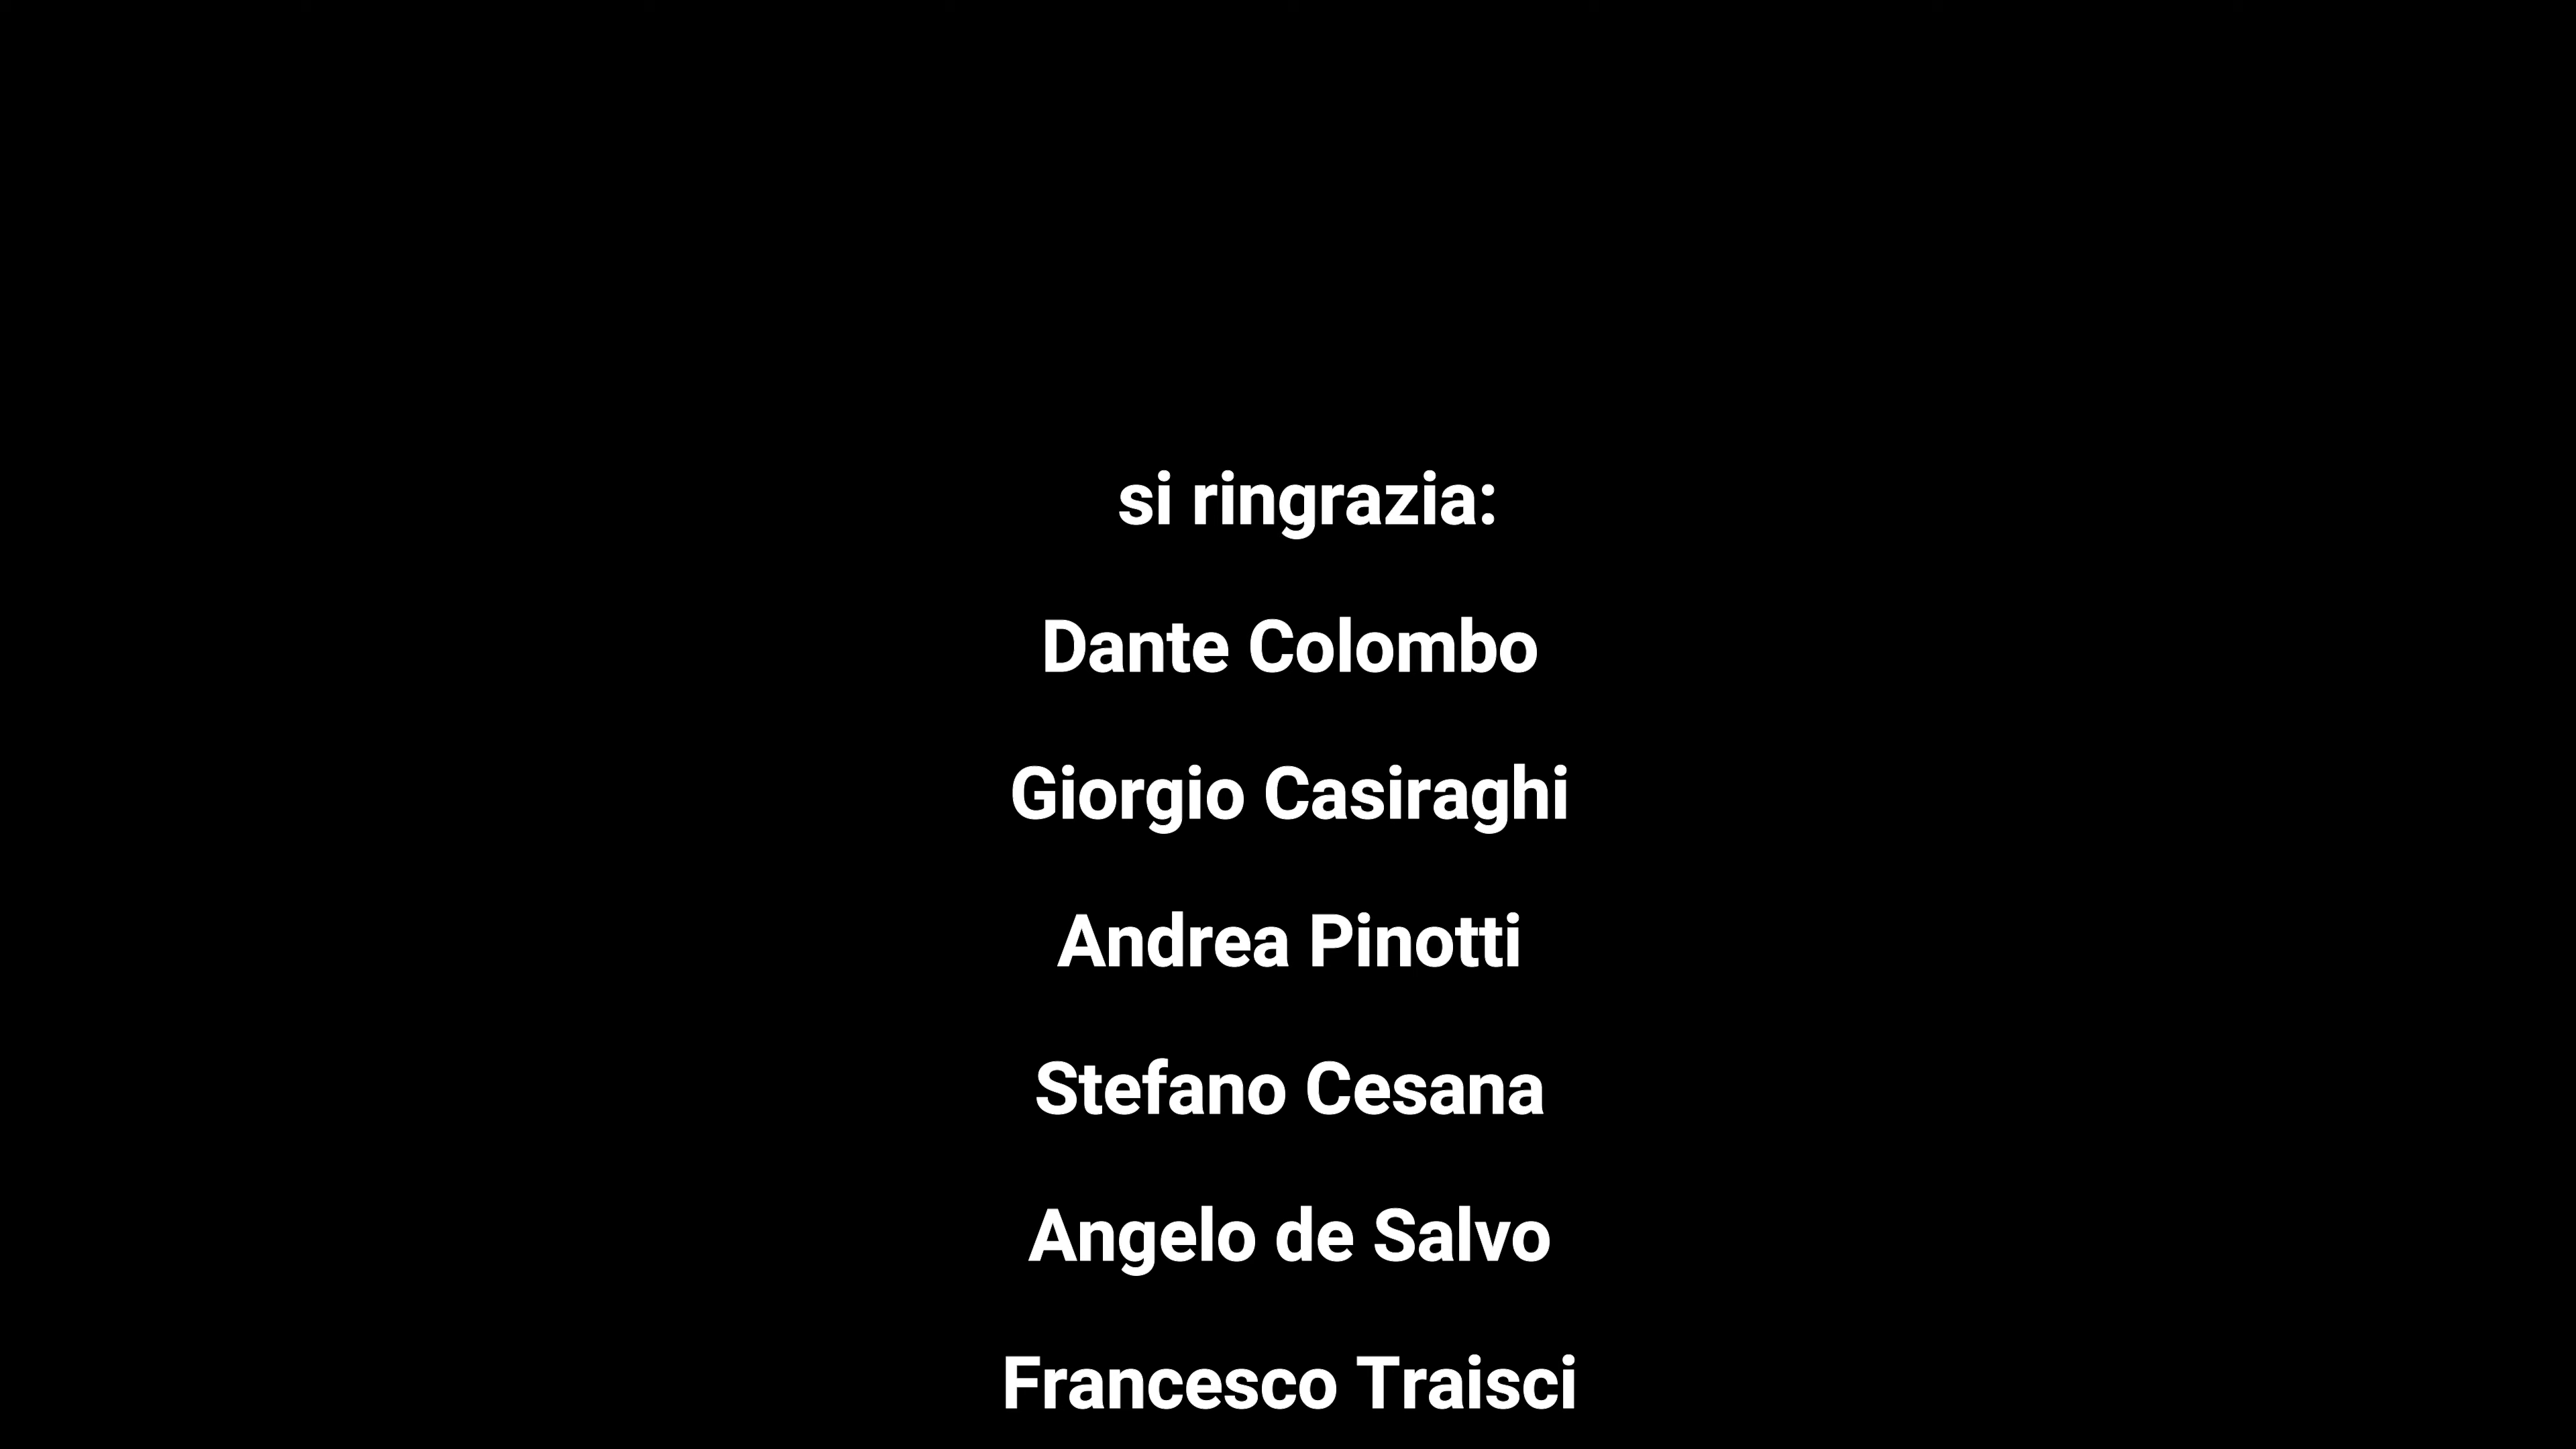 si ringrazia:
Dante Colombo
Giorgio Casiraghi
Andrea Pinotti
Stefano Cesana
Angelo de Salvo
Francesco Traisci